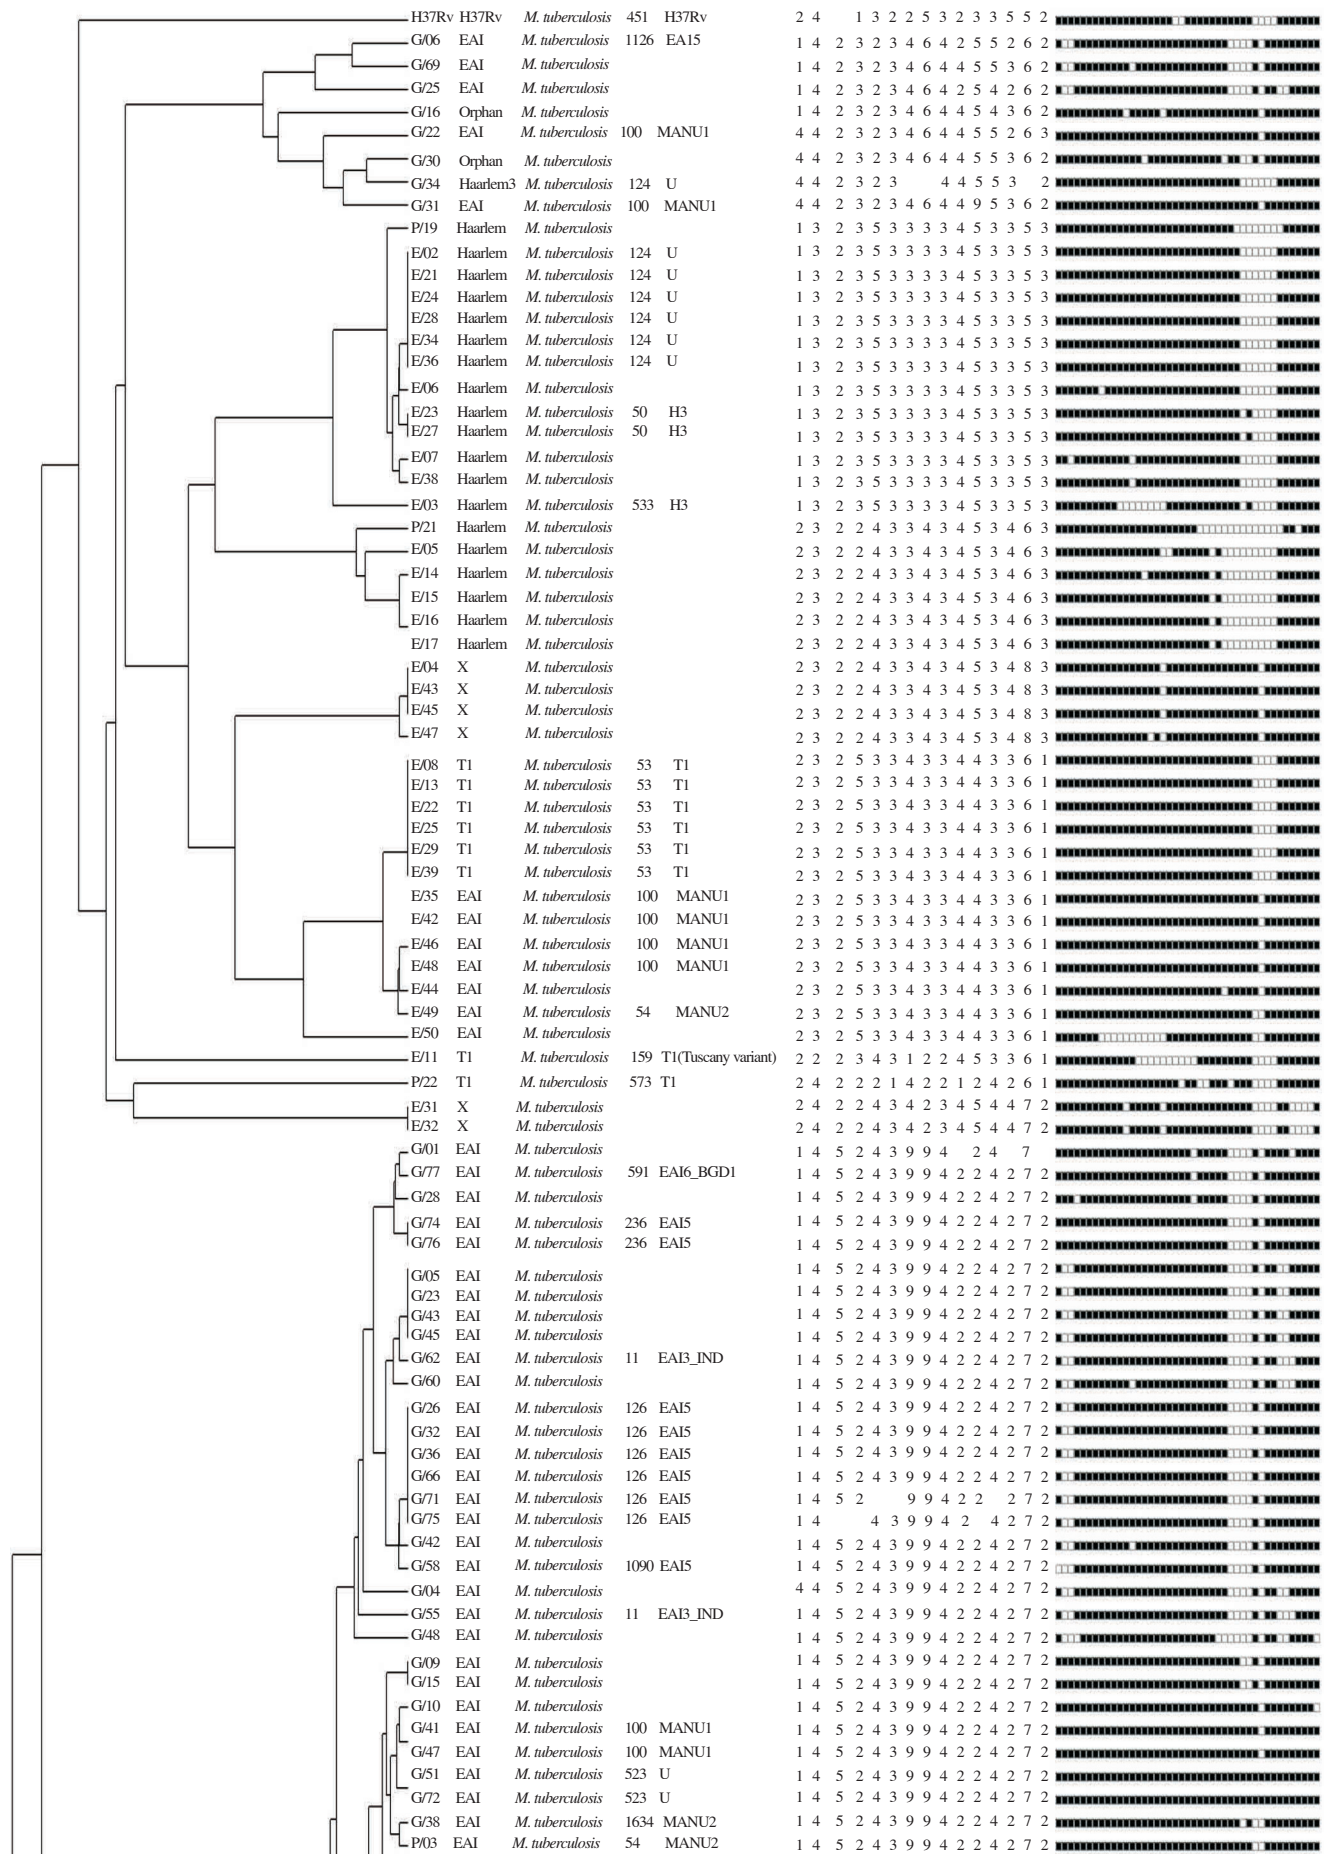 H37Rv H37Rv M. tuberculosis 451 H37Rv 2 4 1 3 2 2 5 3 2 3 3 5 5 2
G/06 EAI M. tuberculosis 1126 EA15 1 4 2 3 2 3 4 6 4 2 5 5 2 6 2
G/69 EAI M. tuberculosis 1 4 2 3 2 3 4 6 4 4 5 5 3 6 2
G/25 EAI M. tuberculosis 1 4 2 3 2 3 4 6 4 2 5 4 2 6 2
G/16 Orphan M. tuberculosis 1 4 2 3 2 3 4 6 4 4 5 4 3 6 2
G/22 EAI M. tuberculosis 100 MANU1 4 4 2 3 2 3 4 6 4 4 5 5 2 6 3
G/30 Orphan M. tuberculosis 4 4 2 3 2 3 4 6 4 4 5 5 3 6 2
G/34 Haarlem3 M. tuberculosis 124 U 4 4 2 3 2 3 4 4 5 5 3 2
G/31 EAI M. tuberculosis 100 MANU1 4 4 2 3 2 3 4 6 4 4 9 5 3 6 2
P/19 Haarlem M. tuberculosis 1 3 2 3 5 3 3 3 3 4 5 3 3 5 3
E/02 Haarlem M. tuberculosis 124 U 1 3 2 3 5 3 3 3 3 4 5 3 3 5 3
E/21 Haarlem M. tuberculosis 124 U 1 3 2 3 5 3 3 3 3 4 5 3 3 5 3
E/24 Haarlem M. tuberculosis 124 U 1 3 2 3 5 3 3 3 3 4 5 3 3 5 3
E/28 Haarlem M. tuberculosis 124 U 1 3 2 3 5 3 3 3 3 4 5 3 3 5 3
E/34 Haarlem M. tuberculosis 124 U 1 3 2 3 5 3 3 3 3 4 5 3 3 5 3
E/36 Haarlem M. tuberculosis 124 U 1 3 2 3 5 3 3 3 3 4 5 3 3 5 3
E/06 Haarlem M. tuberculosis 1 3 2 3 5 3 3 3 3 4 5 3 3 5 3
E/23 Haarlem M. tuberculosis 50 H3 1 3 2 3 5 3 3 3 3 4 5 3 3 5 3
E/27 Haarlem M. tuberculosis 50 H3 1 3 2 3 5 3 3 3 3 4 5 3 3 5 3
E/07 Haarlem M. tuberculosis 1 3 2 3 5 3 3 3 3 4 5 3 3 5 3
E/38 Haarlem M. tuberculosis 1 3 2 3 5 3 3 3 3 4 5 3 3 5 3
E/03 Haarlem M. tuberculosis 533 H3 1 3 2 3 5 3 3 3 3 4 5 3 3 5 3
P/21 Haarlem M. tuberculosis 2 3 2 2 4 3 3 4 3 4 5 3 4 6 3
E/05 Haarlem M. tuberculosis 2 3 2 2 4 3 3 4 3 4 5 3 4 6 3
E/14 Haarlem M. tuberculosis 2 3 2 2 4 3 3 4 3 4 5 3 4 6 3
E/15 Haarlem M. tuberculosis 2 3 2 2 4 3 3 4 3 4 5 3 4 6 3
E/16 Haarlem M. tuberculosis 2 3 2 2 4 3 3 4 3 4 5 3 4 6 3
E/17 Haarlem M. tuberculosis 2 3 2 2 4 3 3 4 3 4 5 3 4 6 3
E/04 X M. tuberculosis 2 3 2 2 4 3 3 4 3 4 5 3 4 8 3
E/43 X M. tuberculosis 2 3 2 2 4 3 3 4 3 4 5 3 4 8 3
E/45 X M. tuberculosis 2 3 2 2 4 3 3 4 3 4 5 3 4 8 3
E/47 X M. tuberculosis 2 3 2 2 4 3 3 4 3 4 5 3 4 8 3
E/08 T1 M. tuberculosis 53 T1 2 3 2 5 3 3 4 3 3 4 4 3 3 6 1
E/13 T1 M. tuberculosis 53 T1 2 3 2 5 3 3 4 3 3 4 4 3 3 6 1
E/22 T1 M. tuberculosis 53 T1 2 3 2 5 3 3 4 3 3 4 4 3 3 6 1
E/25 T1 M. tuberculosis 53 T1 2 3 2 5 3 3 4 3 3 4 4 3 3 6 1
E/29 T1 M. tuberculosis 53 T1 2 3 2 5 3 3 4 3 3 4 4 3 3 6 1
E/39 T1 M. tuberculosis 53 T1 2 3 2 5 3 3 4 3 3 4 4 3 3 6 1
E/35 EAI M. tuberculosis 100 MANU1 2 3 2 5 3 3 4 3 3 4 4 3 3 6 1
E/42 EAI M. tuberculosis 100 MANU1 2 3 2 5 3 3 4 3 3 4 4 3 3 6 1
E/46 EAI M. tuberculosis 100 MANU1 2 3 2 5 3 3 4 3 3 4 4 3 3 6 1
E/48 EAI M. tuberculosis 100 MANU1 2 3 2 5 3 3 4 3 3 4 4 3 3 6 1
E/44 EAI M. tuberculosis 2 3 2 5 3 3 4 3 3 4 4 3 3 6 1
E/49 EAI M. tuberculosis 54 MANU2 2 3 2 5 3 3 4 3 3 4 4 3 3 6 1
E/50 EAI M. tuberculosis 2 3 2 5 3 3 4 3 3 4 4 3 3 6 1
E/11 T1 M. tuberculosis 159 T1(Tuscany variant) 2 2 2 3 4 3 1 2 2 4 5 3 3 6 1
P/22 T1 M. tuberculosis 573 T1 2 4 2 2 2 1 4 2 2 1 2 4 2 6 1
E/31 X M. tuberculosis 2 4 2 2 4 3 4 2 3 4 5 4 4 7 2
E/32 X M. tuberculosis 2 4 2 2 4 3 4 2 3 4 5 4 4 7 2
G/01 EAI M. tuberculosis 1 4 5 2 4 3 9 9 4 2 4 7
G/77 EAI M. tuberculosis 591 EAI6_BGD1 1 4 5 2 4 3 9 9 4 2 2 4 2 7 2
G/28 EAI M. tuberculosis 1 4 5 2 4 3 9 9 4 2 2 4 2 7 2
G/74 EAI M. tuberculosis 236 EAI5 1 4 5 2 4 3 9 9 4 2 2 4 2 7 2
G/76 EAI M. tuberculosis 236 EAI5 1 4 5 2 4 3 9 9 4 2 2 4 2 7 2
G/05 EAI M. tuberculosis 1 4 5 2 4 3 9 9 4 2 2 4 2 7 2
G/23 EAI M. tuberculosis 1 4 5 2 4 3 9 9 4 2 2 4 2 7 2
G/43 EAI M. tuberculosis 1 4 5 2 4 3 9 9 4 2 2 4 2 7 2
G/45 EAI M. tuberculosis 1 4 5 2 4 3 9 9 4 2 2 4 2 7 2
G/62 EAI M. tuberculosis 11 EAI3_IND 1 4 5 2 4 3 9 9 4 2 2 4 2 7 2
G/60 EAI M. tuberculosis 1 4 5 2 4 3 9 9 4 2 2 4 2 7 2
G/26 EAI M. tuberculosis 126 EAI5 1 4 5 2 4 3 9 9 4 2 2 4 2 7 2
G/32 EAI M. tuberculosis 126 EAI5 1 4 5 2 4 3 9 9 4 2 2 4 2 7 2
G/36 EAI M. tuberculosis 126 EAI5 1 4 5 2 4 3 9 9 4 2 2 4 2 7 2
G/66 EAI M. tuberculosis 126 EAI5 1 4 5 2 4 3 9 9 4 2 2 4 2 7 2
G/71 EAI M. tuberculosis 126 EAI5 1 4 5 2 9 9 4 2 2 2 7 2
G/75 EAI M. tuberculosis 126 EAI5 1 4 4 3 9 9 4 2 4 2 7 2
G/42 EAI M. tuberculosis 1 4 5 2 4 3 9 9 4 2 2 4 2 7 2
G/58 EAI M. tuberculosis 1090 EAI5 1 4 5 2 4 3 9 9 4 2 2 4 2 7 2
G/04 EAI M. tuberculosis 4 4 5 2 4 3 9 9 4 2 2 4 2 7 2
G/55 EAI M. tuberculosis 11 EAI3_IND 1 4 5 2 4 3 9 9 4 2 2 4 2 7 2
G/48 EAI M. tuberculosis 1 4 5 2 4 3 9 9 4 2 2 4 2 7 2
G/09 EAI M. tuberculosis 1 4 5 2 4 3 9 9 4 2 2 4 2 7 2
G/15 EAI M. tuberculosis 1 4 5 2 4 3 9 9 4 2 2 4 2 7 2
G/10 EAI M. tuberculosis 1 4 5 2 4 3 9 9 4 2 2 4 2 7 2
G/41 EAI M. tuberculosis 100 MANU1 1 4 5 2 4 3 9 9 4 2 2 4 2 7 2
G/47 EAI M. tuberculosis 100 MANU1 1 4 5 2 4 3 9 9 4 2 2 4 2 7 2
G/51 EAI M. tuberculosis 523 U 1 4 5 2 4 3 9 9 4 2 2 4 2 7 2
G/72 EAI M. tuberculosis 523 U 1 4 5 2 4 3 9 9 4 2 2 4 2 7 2
G/38 EAI M. tuberculosis 1634 MANU2 1 4 5 2 4 3 9 9 4 2 2 4 2 7 2
P/03 EAI M. tuberculosis 54 MANU2 1 4 5 2 4 3 9 9 4 2 2 4 2 7 2